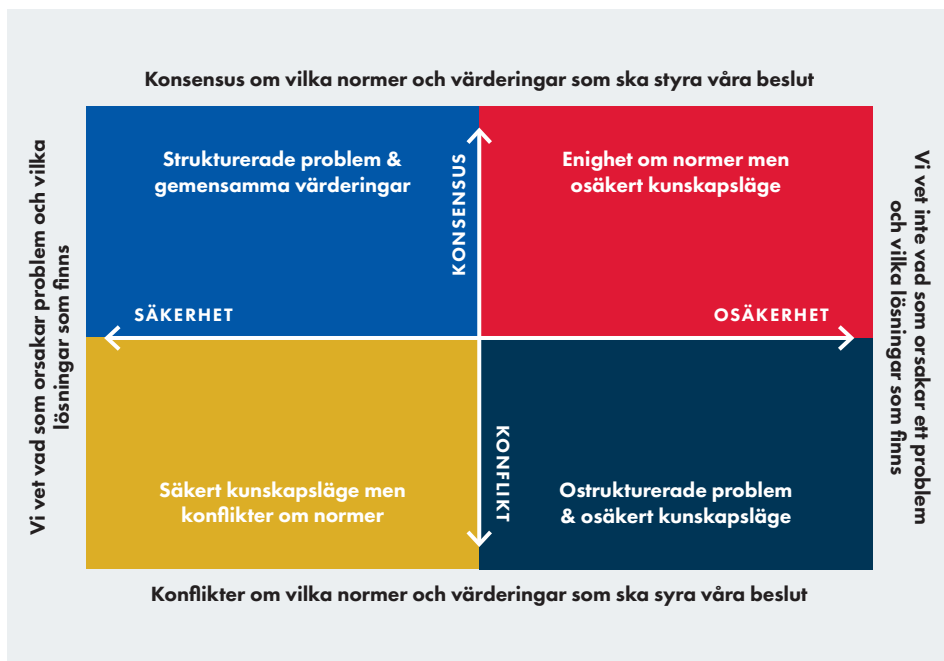 Konsensus om vilka normer och värderingar som ska styra våra beslut
Vi vet vad som orsakar problem och vilka
lösningar som finns
Strukturerade problem &
gemensamma värderingar
KONSENSUS
Enighet om normer men
osäkert kunskapsläge
Vi vet inte vad som orsakar ett problem
och vilka lösningar som finns
SÄKERHET
OSÄKERHET
Säkert kunskapsläge men
konflikter om normer
KONFLIKT
Ostrukturerade problem
& osäkert kunskapsläge
Konflikter om vilka normer och värderingar som ska syra våra beslut